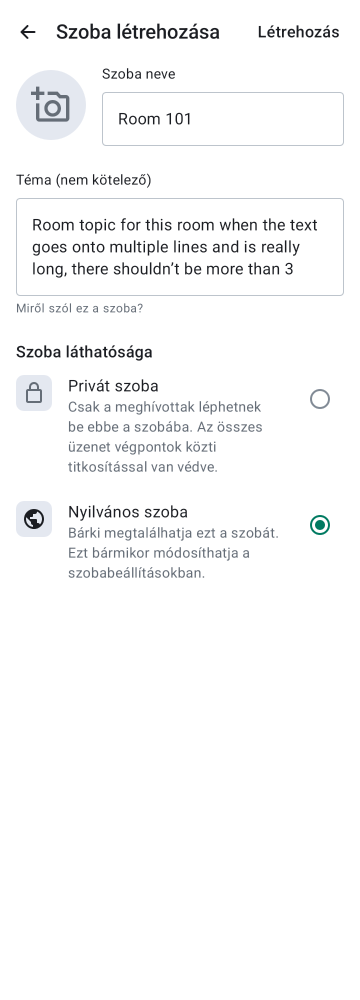 Szoba létrehozása
Létrehozás
Szoba neve
Room 101
Téma (nem kötelező)
Room topic for this room when the text
goes onto multiple lines and is really
long, there shouldn’t be more than 3
Miről szól ez a szoba?
Szoba láthatósága
Privát szoba
Csak a meghívottak léphetnek
be ebbe a szobába. Az összes
üzenet végpontok közti
titkosítással van védve.
Nyilvános szoba
Bárki megtalálhatja ezt a szobát.
Ezt bármikor módosíthatja a
szobabeállításokban.